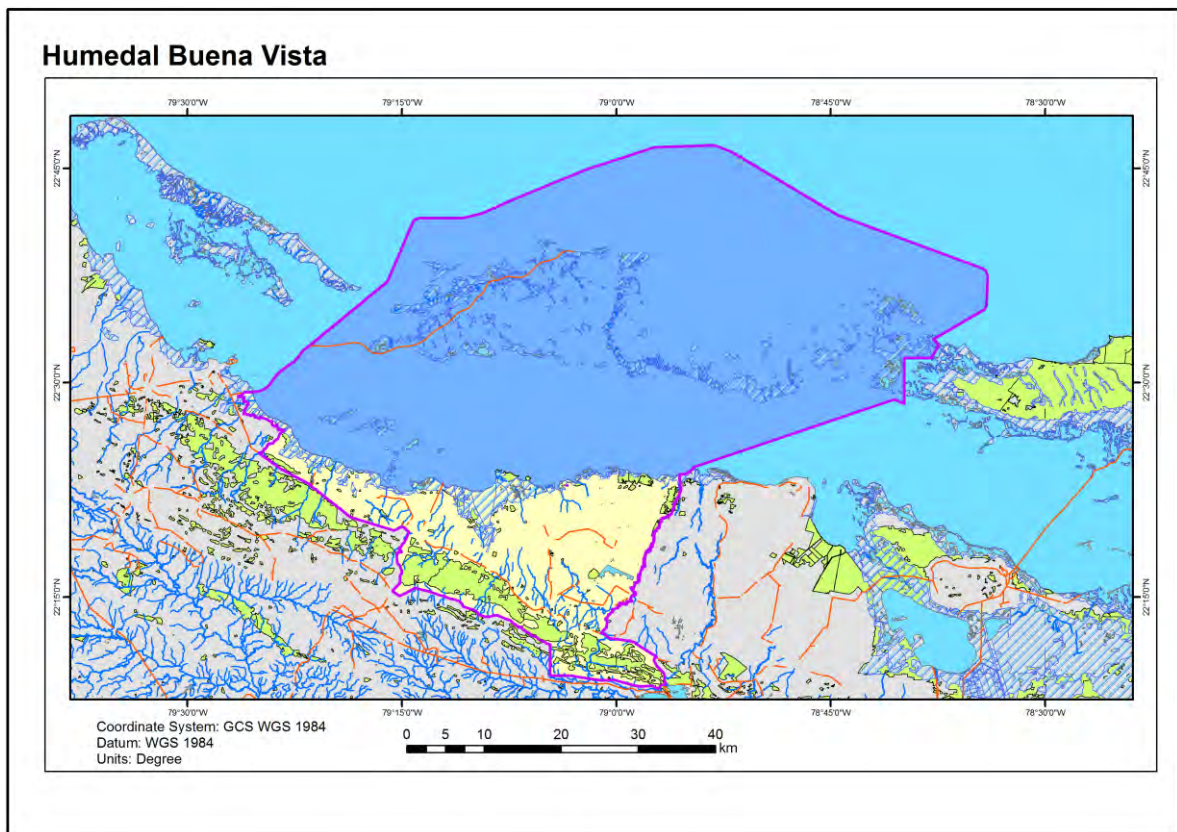 Humedal Buena Vista
79°30'0"W 79°15'0"W 79°0'0"W 78°45'0"W 78°30'0"W
22°45'0"N 22°45'0"N
22°30'0"N 22°30'0"N
22°15'0"N 22°15'0"N
79°30'0"W 79°15'0"W 79°0'0"W 78°45'0"W 78°30'0"W
Coordinate System: GCS WGS 1984
Datum: WGS 1984
Units: Degree
0 5 10 20 30 40
km